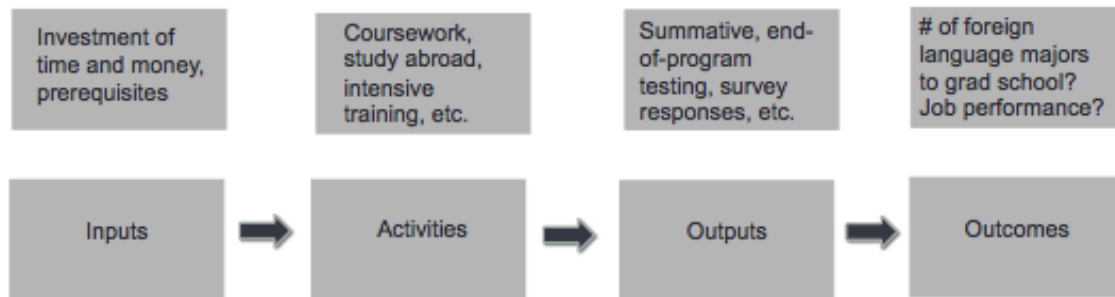 Investment of
time and money,
prerequisites
Coursework,
study abroad,
intensive
training, etc.
Summative, end-
of-program
testing, survey
responses, etc.
# of foreign
language majors
to grad school?
Job performance?
Inputs
Activities
Outputs
Outcomes